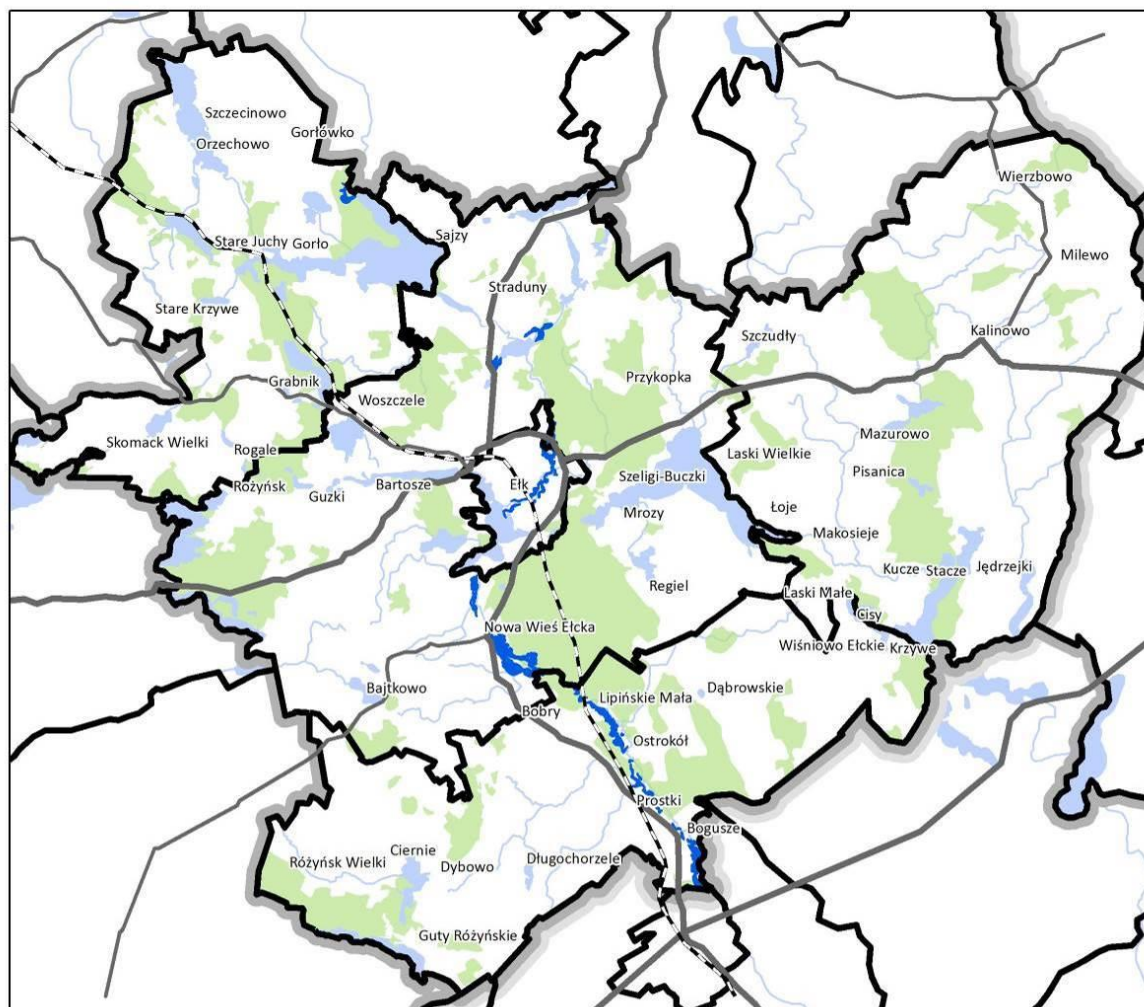 Szczecinowo
Gorłówko
Orzechowo
Wierzbowo
Sajzy
Stare Juchy
Gorło
Milewo
Straduny
Stare Krzywe
Kalinowo
Szczudły
Przykopka
Grabnik
Woszczele
Mazurowo
Skomack Wielki
Rogale
Laski Wielkie
Pisanica
Szeligi-Buczki
Rożyńsk
Bartosze
Ełk
Guzki
Mrozy
Łoje
Makosieje
Kucze
Stacze
Jędrzejki
Regiel
Laski Małe
Cisy
Nowa Wieś Ełcka
Wiśniowo Ełckie
Krzywe
Bajtkowo
Lipińskie Mała
Dąbrowskie
Bobry
Ostrokół
Prostki
Bogusze
Ciernie
Różyńsk Wielki
Dybowo
Długochorzele
Guty Różyńskie